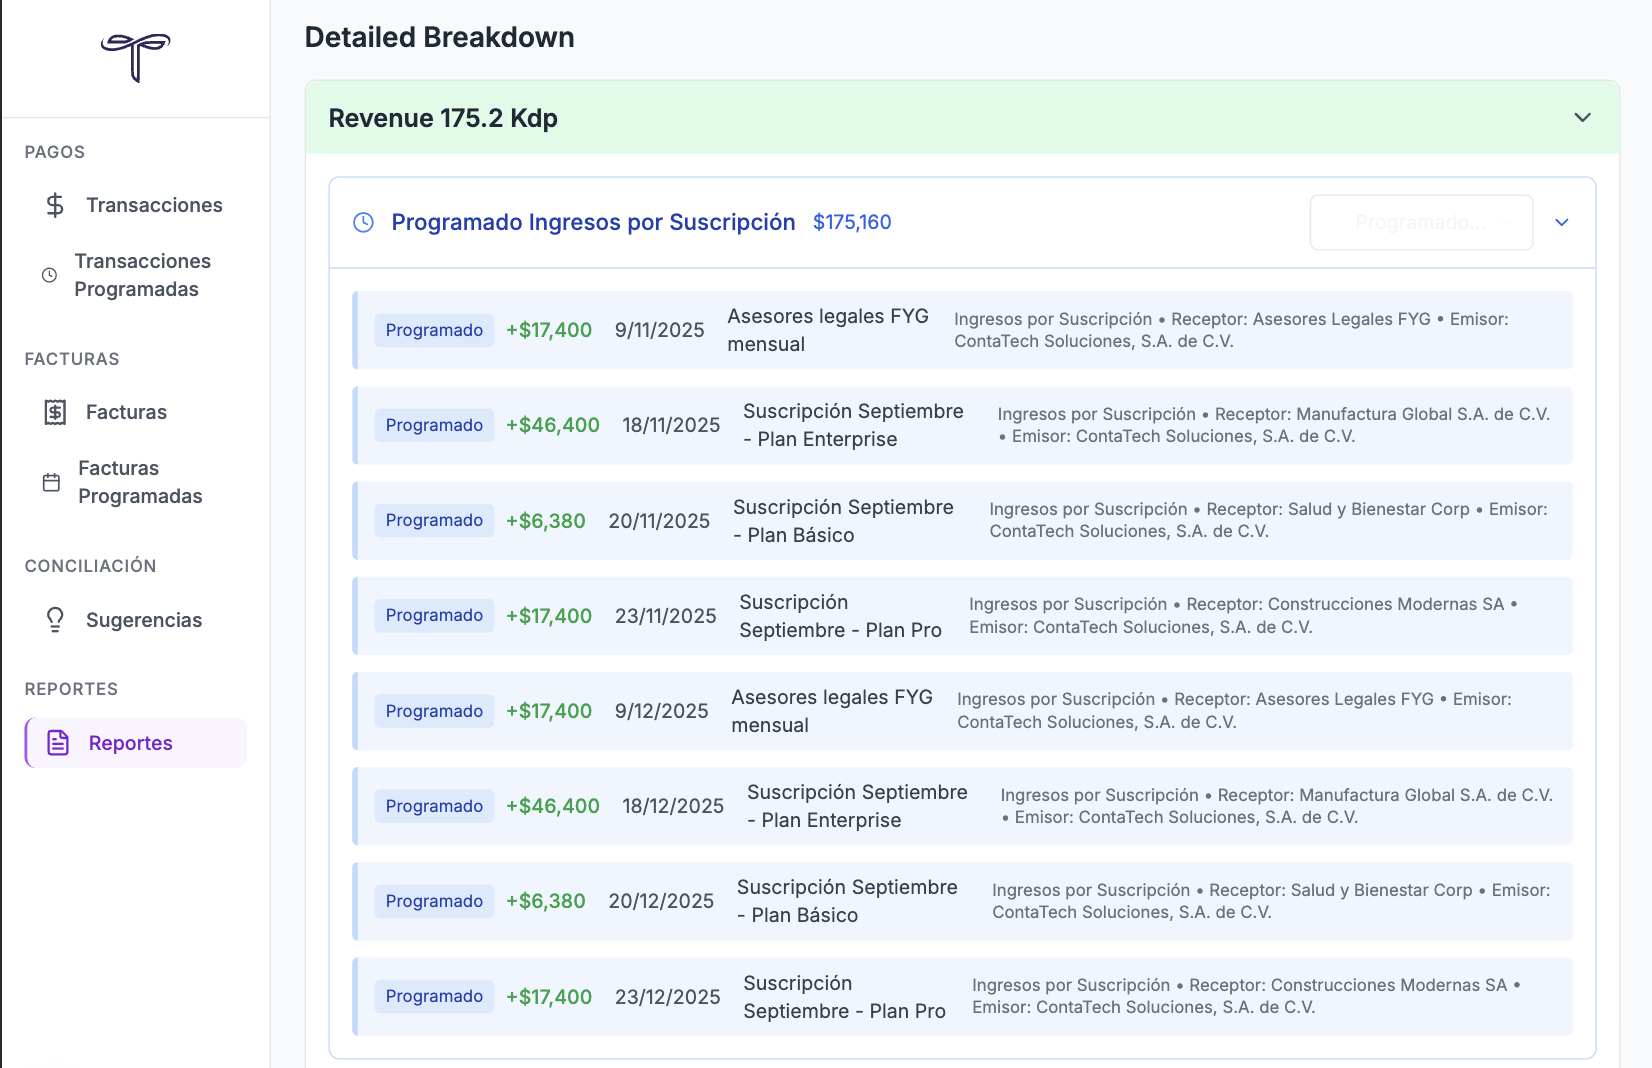 Detailed Breakdown
Revenue 175.2 Kdp
PAGOS
Transacciones
Transacciones
Programadas
FACTURAS
Facturas
Facturas
Programadas
CONCILIACIÓN
Sugerencias
REPORTES
Reportes
Programado Ingresos por Suscripción $175,160
Programado...
Programado +$17,400 9/11/2025
Asesores legales FYG
mensual
Ingresos por Suscripción • Receptor: Asesores Legales FYG • Emisor:
ContaTech Soluciones, S.A. de C.V.
Programado +$46,400 18/11/2025
Suscripción Septiembre
- Plan Enterprise
Ingresos por Suscripción • Receptor: Manufactura Global S.A. de C.V.
• Emisor: ContaTech Soluciones, S.A. de C.V.
Programado +$6,380 20/11/2025
Suscripción Septiembre
- Plan Básico
Ingresos por Suscripción • Receptor: Salud y Bienestar Corp • Emisor:
ContaTech Soluciones, S.A. de C.V.
Programado +$17,400 23/11/2025
Suscripción
Septiembre - Plan Pro
Ingresos por Suscripción • Receptor: Construcciones Modernas SA •
Emisor: ContaTech Soluciones, S.A. de C.V.
Programado +$17,400 9/12/2025
Asesores legales FYG
mensual
Ingresos por Suscripción • Receptor: Asesores Legales FYG • Emisor:
ContaTech Soluciones, S.A. de C.V.
Programado +$46,400 18/12/2025
Suscripción Septiembre
- Plan Enterprise
Ingresos por Suscripción • Receptor: Manufactura Global S.A. de C.V.
• Emisor: ContaTech Soluciones, S.A. de C.V.
Programado +$6,380 20/12/2025
Suscripción Septiembre
- Plan Básico
Ingresos por Suscripción • Receptor: Salud y Bienestar Corp • Emisor:
ContaTech Soluciones, S.A. de C.V.
Programado +$17,400 23/12/2025
Suscripción
Septiembre - Plan Pro
Ingresos por Suscripción • Receptor: Construcciones Modernas SA •
Emisor: ContaTech Soluciones, S.A. de C.V.